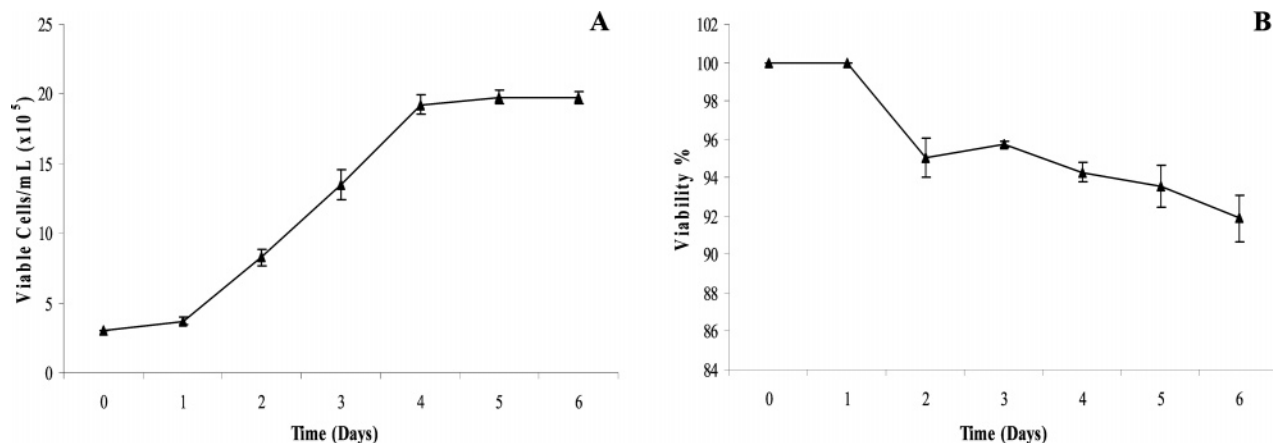 A
25
20
15
10
5
0
Viable Cells/mL (x10⁵)
0 1 2 3 4 5 6
Time (Days)
B
102
100
98
96
94
92
90
88
86
84
Viability %
0 1 2 3 4 5 6
Time (Days)